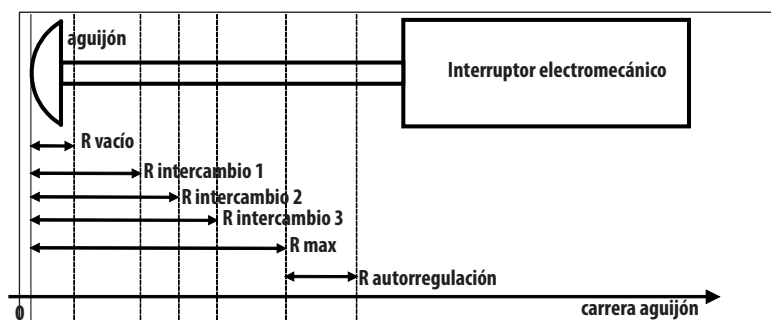 aguijón
Interruptor electromecánico
R vacío
R intercambio 1
R intercambio 2
R intercambio 3
R max
R autorregulación
0
carrera aguijón